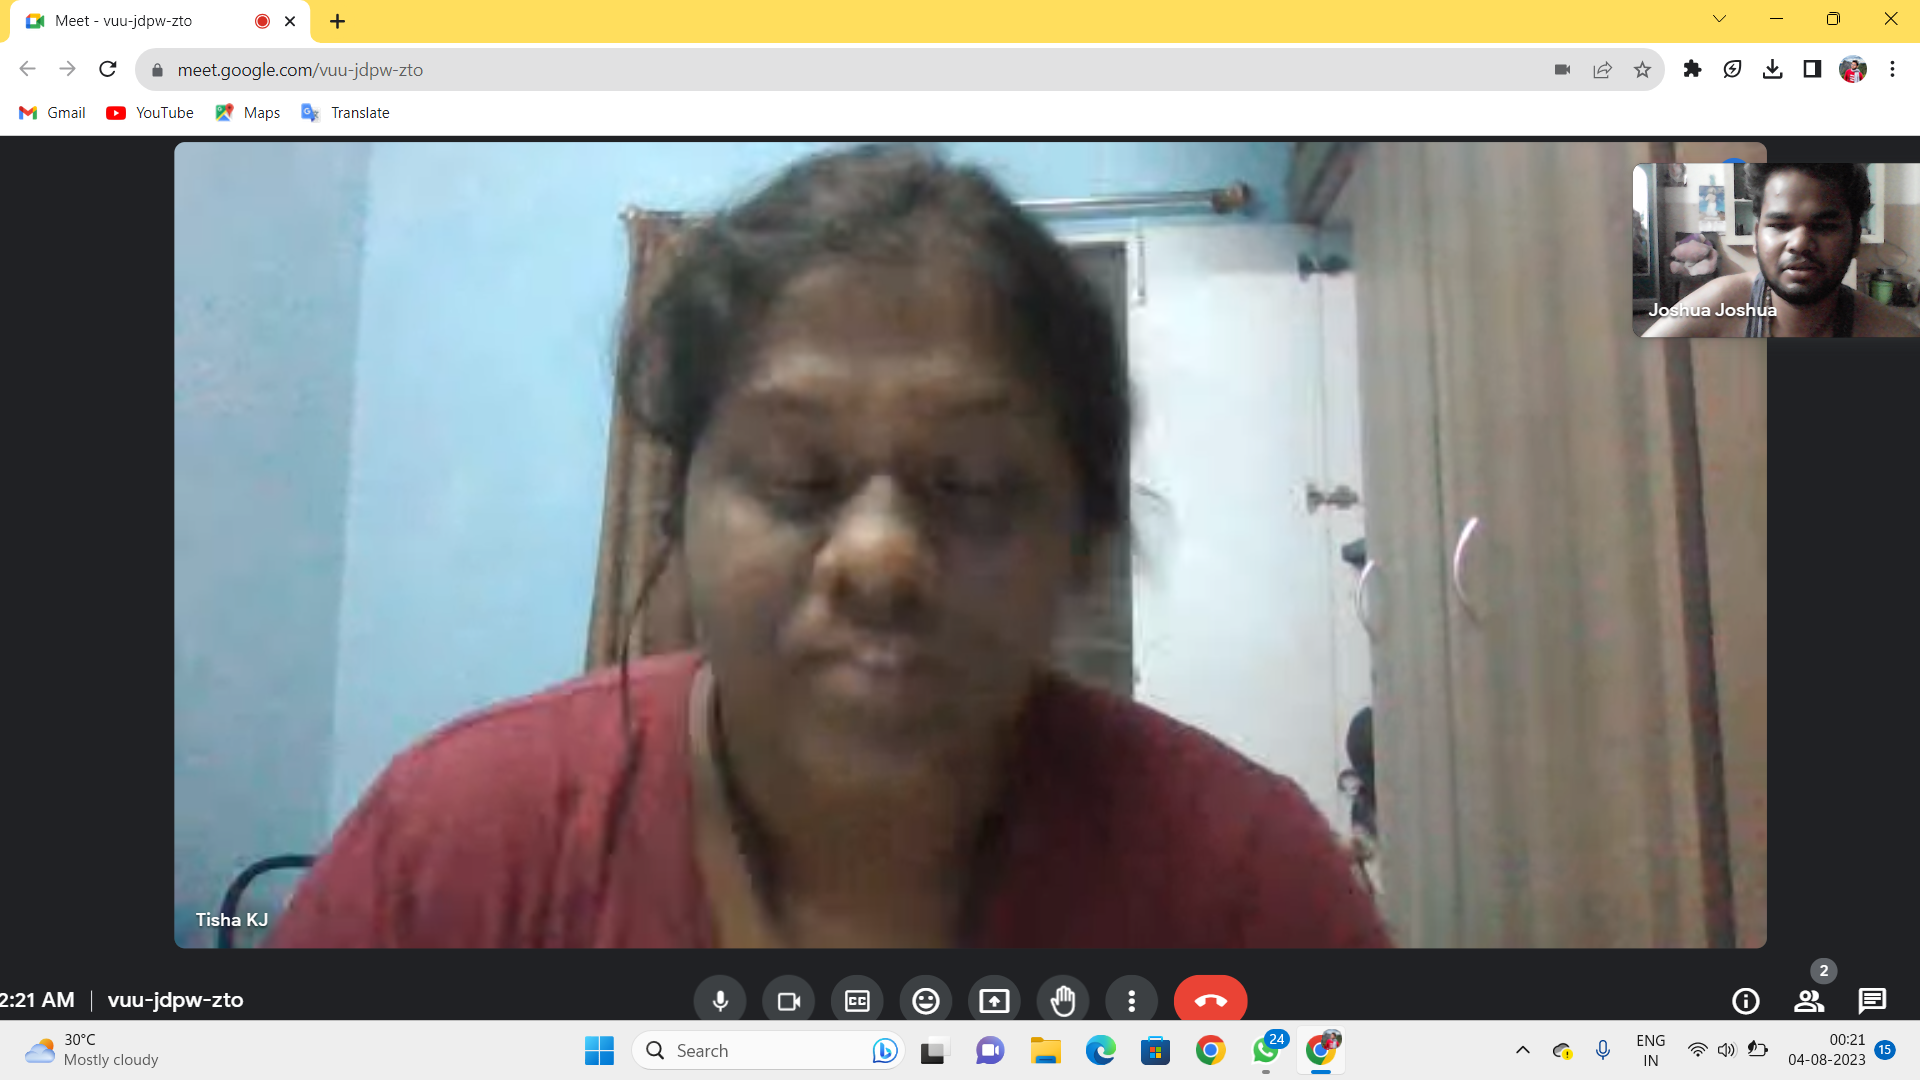 Meet - vuu-jdpw-zto
meet.google.com/vuu-jdpw-zto
Gmail YouTube Maps Translate
Joshua Joshua
Tisha KJ
2:21 AM vuu-jdpw-zto
CC
2
30°C
Mostly cloudy
Search
24
ENG
IN
00:21
04-08-2023
15